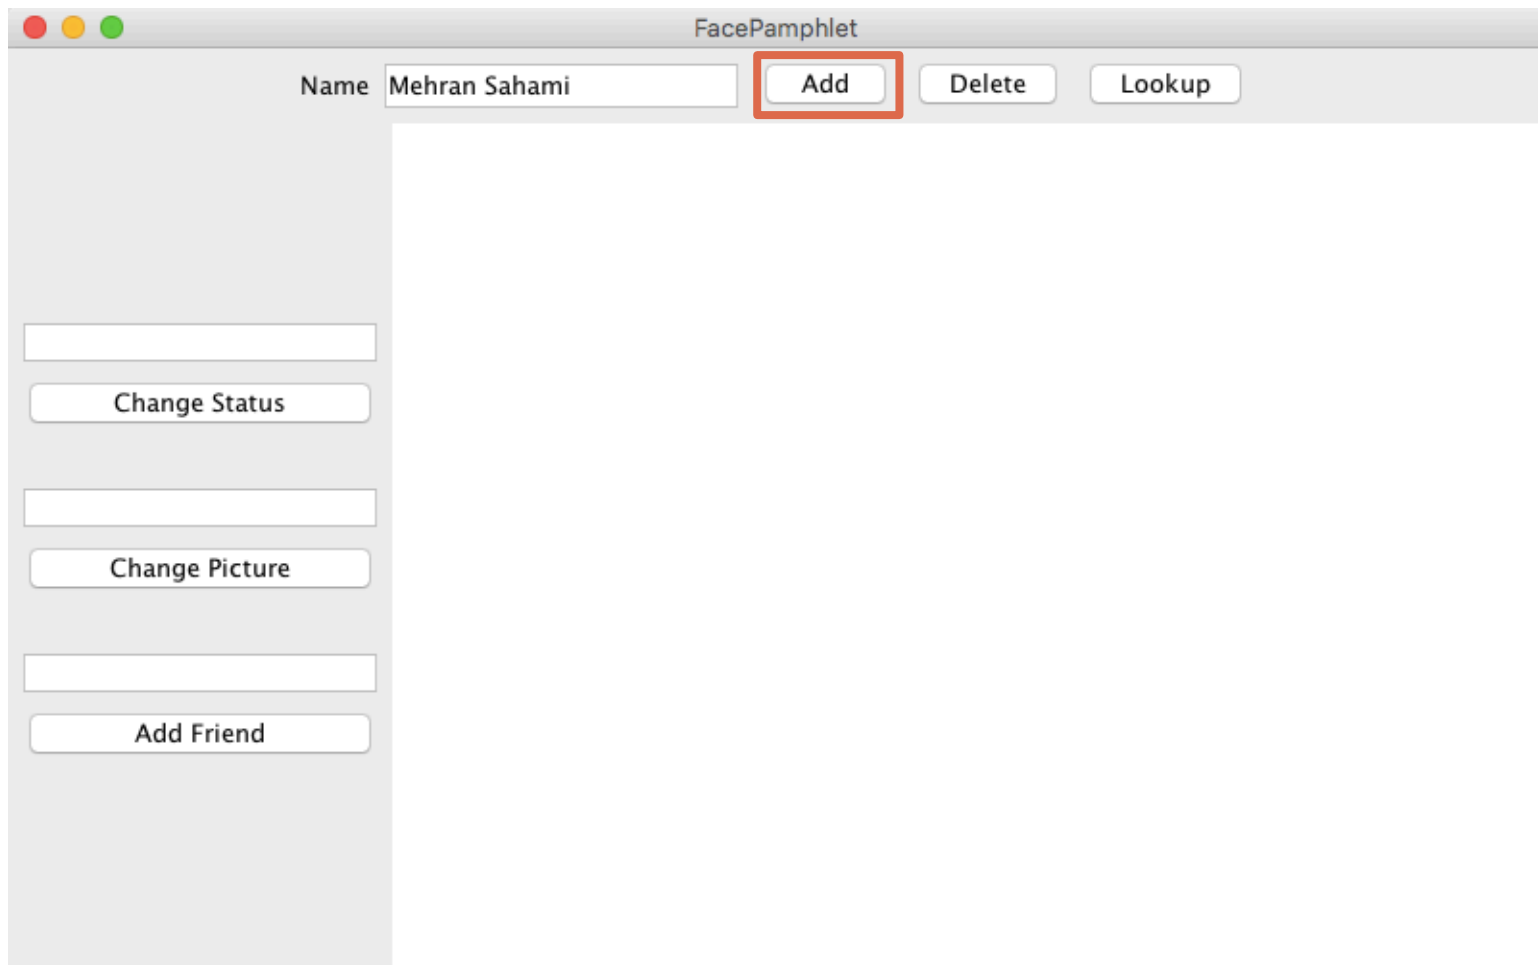 FacePamphlet
Name Mehran Sahami Add Delete Lookup
Change Status
Change Picture
Add Friend